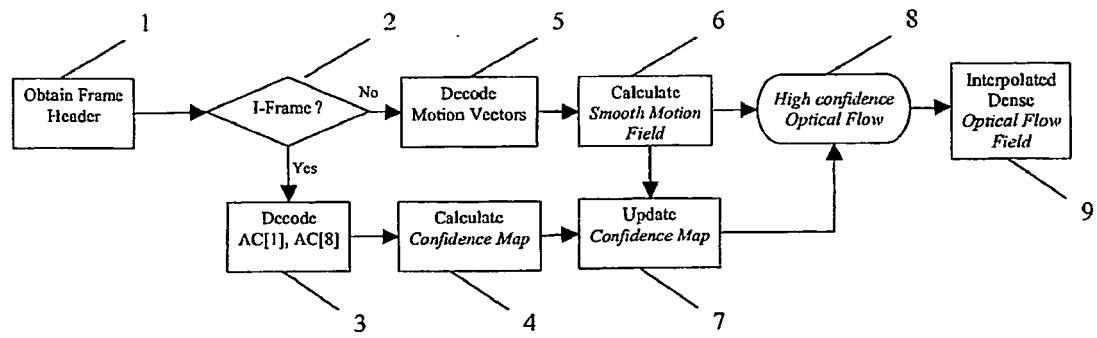 1
2
5
6
8
Obtain Frame
Header
I-Frame ?
No
Decode
Motion Vectors
Calculate
Smooth Motion
Field
High confidence
Optical Flow
Interpolated
Dense
Optical Flow
Field
Yes
Decode
AC[1], AC[8]
Calculate
Confidence Map
Update
Confidence Map
9
3
4
7